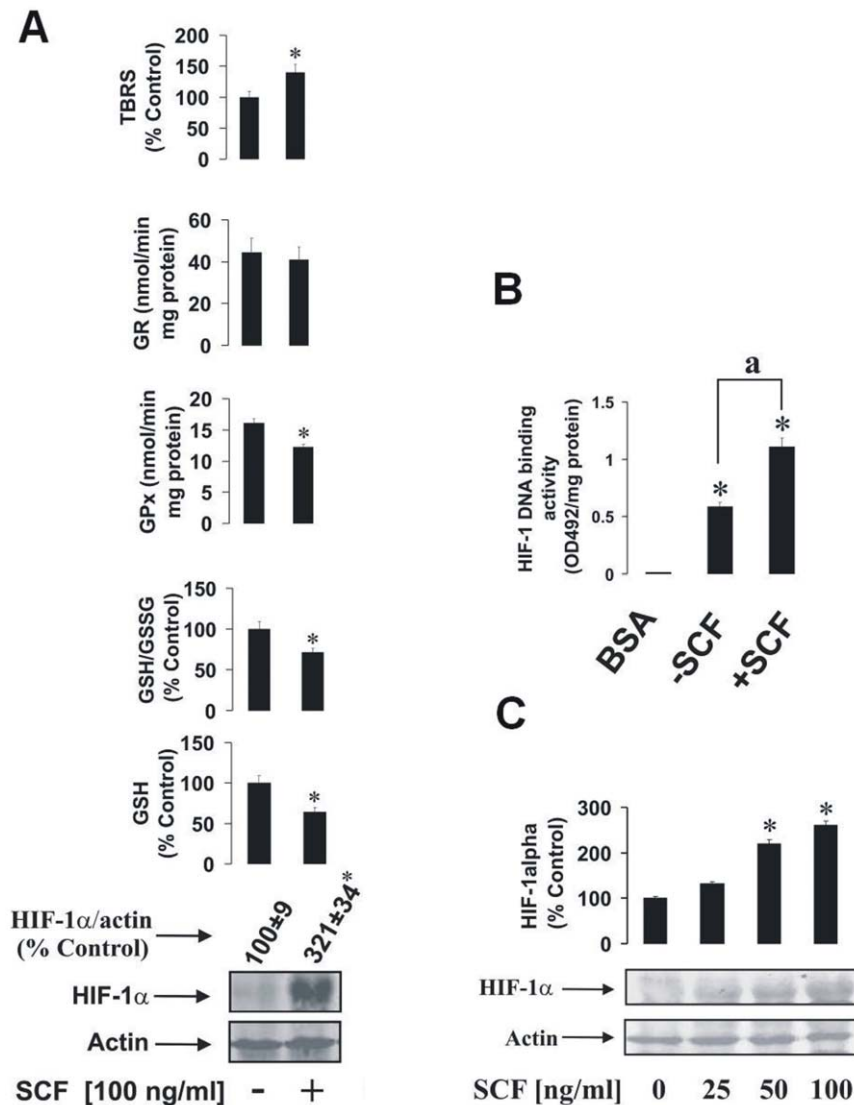 A
TBRS
(% Control)
200
150
100
50
0
*
GR (nmol/min
mg protein)
60
40
20
0
GPx (nmol/min
mg protein)
20
15
10
5
0
*
GSH/GSSG
(% Control)
150
100
50
0
*
GSH
(% Control)
150
100
50
0
*
HIF-1α/actin
(% Control)
100±9
321±34*
HIF-1α
Actin
SCF [100 ng/ml] - +
B
HIF-1 DNA binding
activity
(OD492/mg protein)
1.5
1
0.5
0
a
*
*
BSA
-SCF
+SCF
C
HIF-1alpha
(% Control)
300
200
100
0
*
*
HIF-1α
Actin
SCF [ng/ml] 0 25 50 100